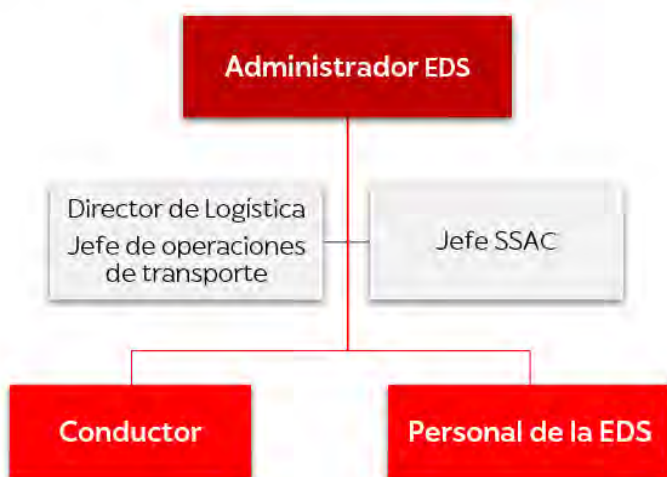 Administrador EDS
Director de Logística
Jefe de operaciones
de transporte
Jefe SSAC
Conductor
Personal de la EDS